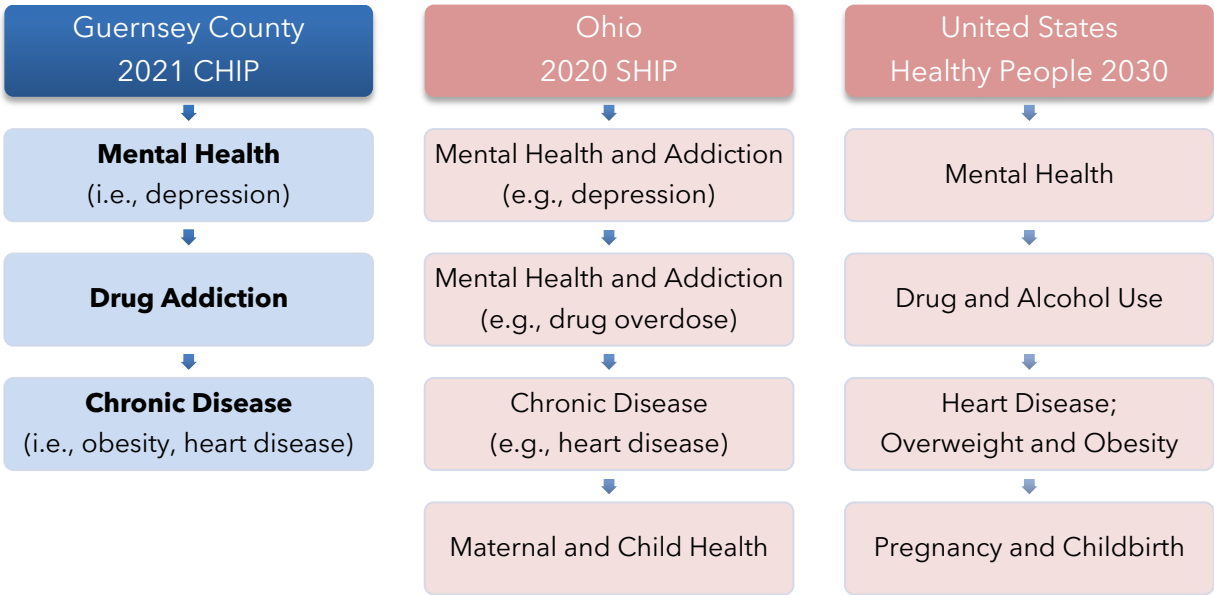 Guernsey County
2021 CHIP
Mental Health
(i.e., depression)
Drug Addiction
Chronic Disease
(i.e., obesity, heart disease)
Ohio
2020 SHIP
Mental Health and Addiction
(e.g., depression)
Mental Health and Addiction
(e.g., drug overdose)
Chronic Disease
(e.g., heart disease)
Maternal and Child Health
United States
Healthy People 2030
Mental Health
Drug and Alcohol Use
Heart Disease;
Overweight and Obesity
Pregnancy and Childbirth